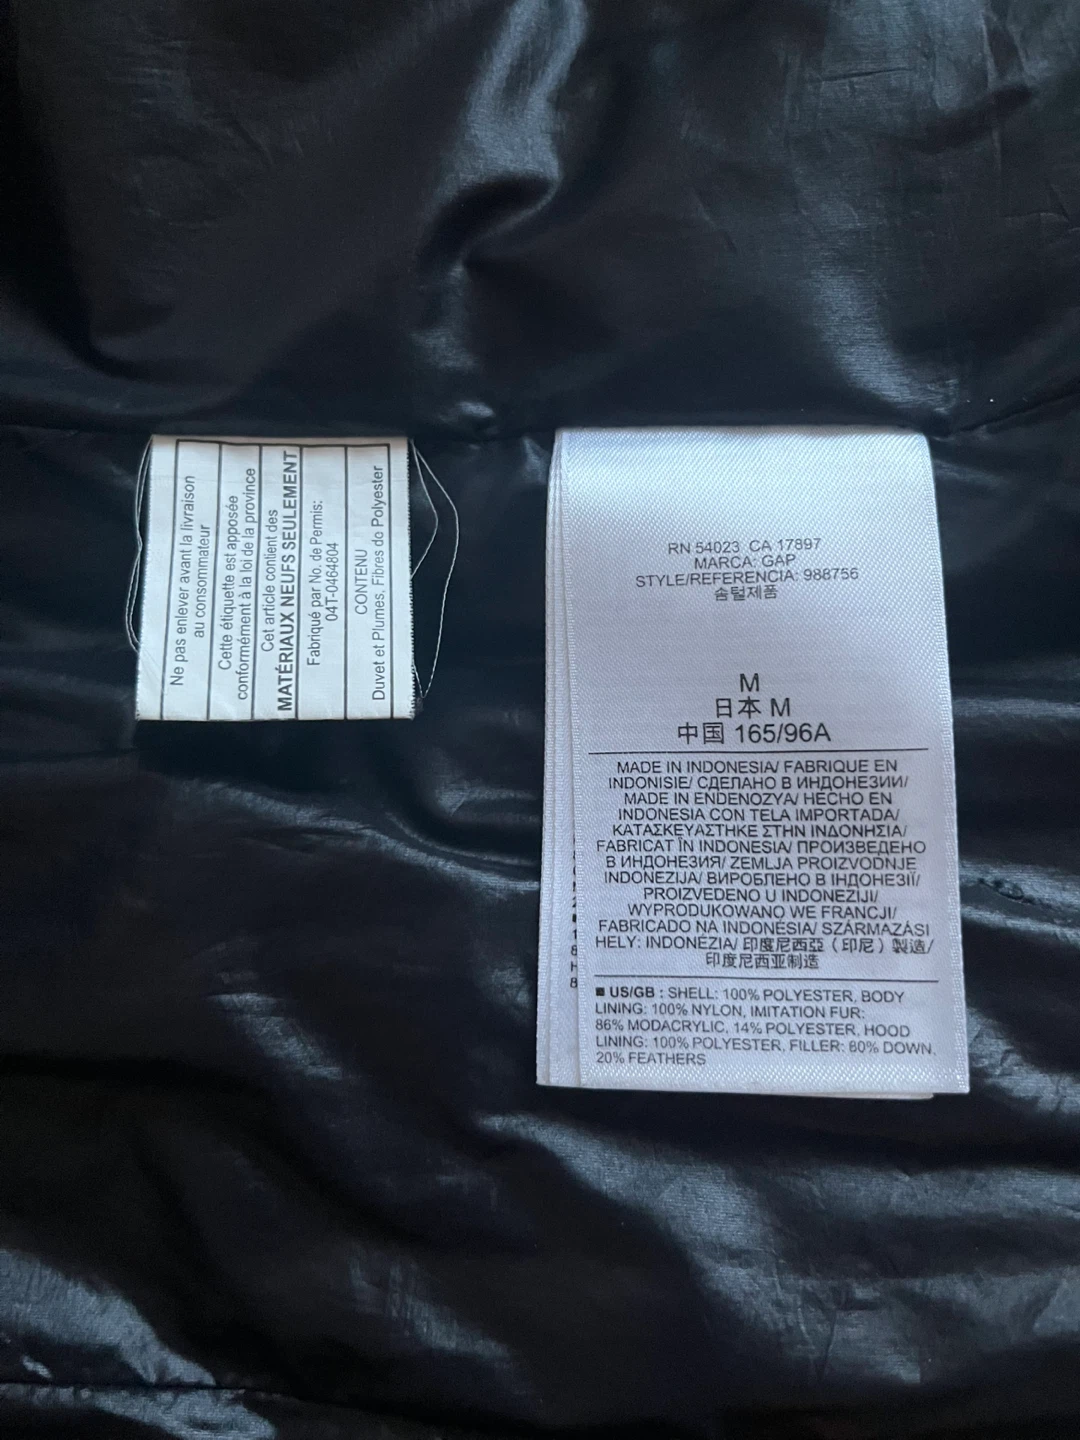 Ne pas enlever avant la livraison
au consommateur
Cette étiquette est apposée
conformément à la loi de la province
Cet article contient des
MATÉRIAUX NEUFS SEULEMENT
Fabriqué par No. de Permis:
04T-0464804
CONTENU
Duvet et Plumes, Fibres de Polyester
RN 54023 CA 17897
MARCA: GAP
STYLE/REFERENCIA: 988756
솜털제품
M
日本 M
中国 165/96A
MADE IN INDONESIA/ FABRIQUE EN
INDONISIE/ СДЕЛАНО В ИНДОНЕЗИИ/
MADE IN ENDENOZYA/ HECHO EN
INDONESIA CON TELA IMPORTADA/
ΚΑΤΑΣΚΕΥΑΣΤΗΚΕ ΣΤΗΝ ΙΝΔΟΝΗΣΙΑ/
FABRICAT ÎN INDONESIA/ ПРОИЗВЕДЕНО
В ИНДОНЕЗИЯ/ ZEMLJA PROIZVODNJE
INDONEZIJA/ ВИРОБЛЕНО В ІНДОНЕЗІЇ/
PROIZVEDENO U INDONEZIJI/
WYPRODUKOWANO WE FRANCJI/
FABRICADO NA INDONÉSIA/ SZÁRMAZÁSI
HELY: INDONÉZIA/ 印度尼西亞（印尼）製造/
印度尼西亚制造
■ US/GB : SHELL: 100% POLYESTER, BODY
LINING: 100% NYLON, IMITATION FUR:
86% MODACRYLIC, 14% POLYESTER, HOOD
LINING: 100% POLYESTER, FILLER: 80% DOWN,
20% FEATHERS